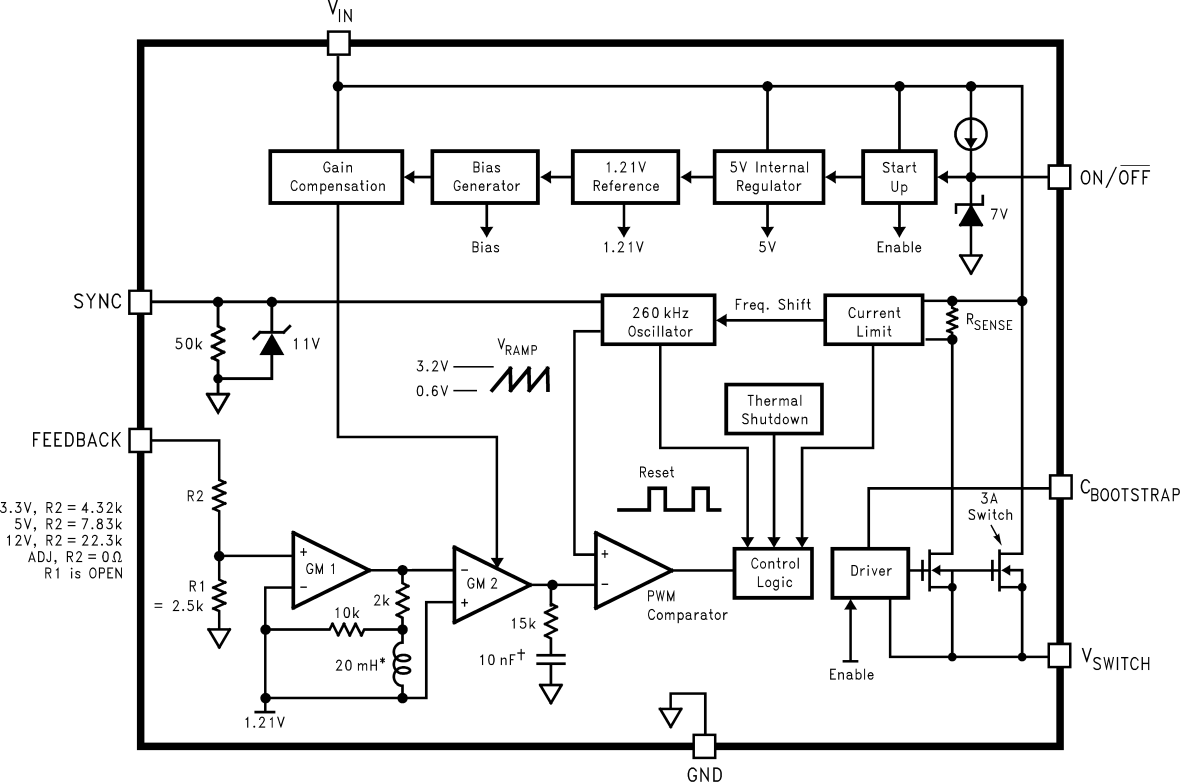 VIN
Gain
Compensation
Bias
Generator
1.21V
Reference
5V Internal
Regulator
Start
Up
ON/OFF
7V
Bias
1.21V
5V
Enable
SYNC
50k
11V
260 kHz
Oscillator
Freq. Shift
Current
Limit
RSENSE
VRAMP
3.2V
0.6V
Thermal
Shutdown
FEEDBACK
Reset
R2
3.3V, R2 = 4.32k
5V, R2 = 7.83k
12V, R2 = 22.3k
ADJ, R2 = 0Ω
R1 is OPEN
CBOOTSTRAP
3A
Switch
+
GM 1
−
R1
= 2.5k
2k
10k
20 mH*
1.21V
−
GM 2
+
15k
10 nF†
+
−
PWM
Comparator
Control
Logic
Driver
Enable
VSWITCH
GND